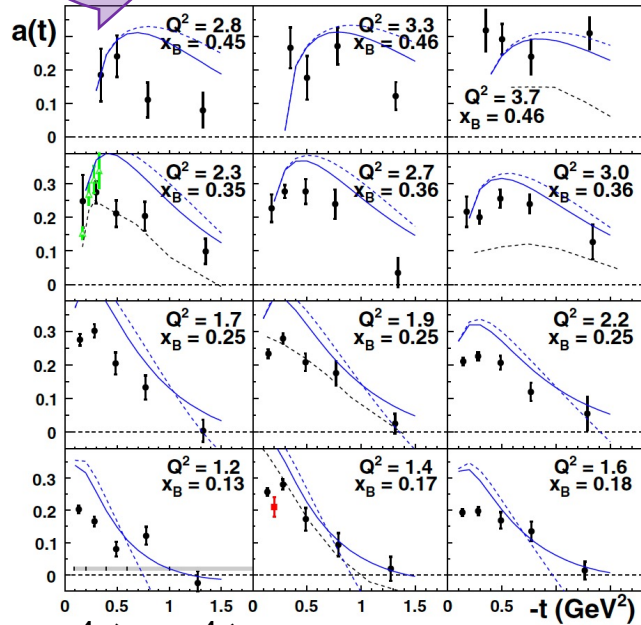 a(t)
Q² = 2.8
x_B = 0.45
Q² = 3.3
x_B = 0.46
Q² = 3.7
x_B = 0.46
0.2
0.1
0
Q² = 2.3
x_B = 0.35
Q² = 2.7
x_B = 0.36
Q² = 3.0
x_B = 0.36
0.3
0.2
0.1
0
Q² = 1.7
x_B = 0.25
Q² = 1.9
x_B = 0.25
Q² = 2.2
x_B = 0.25
0.3
0.2
0.1
0
Q² = 1.2
x_B = 0.13
Q² = 1.4
x_B = 0.17
Q² = 1.6
x_B = 0.18
0.3
0.2
0.1
0
0 0.5 1 1.5 0 0.5 1 1.5 0 0.5 1 -t (GeV²)